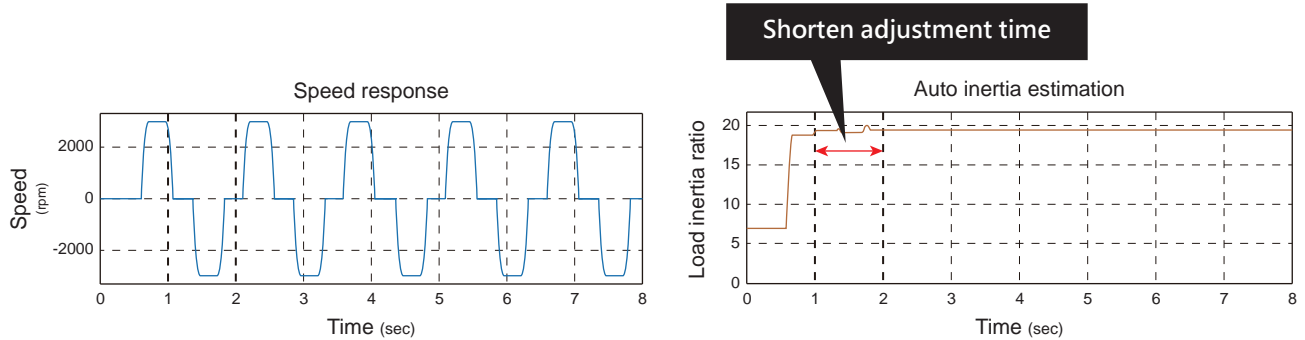 Shorten adjustment time
Speed response
Speed
(rpm)
2000
0
-2000
0 1 2 3 4 5 6 7 8
Time (sec)
Auto inertia estimation
Load inertia ratio
20
15
10
5
0
0 1 2 3 4 5 6 7 8
Time (sec)